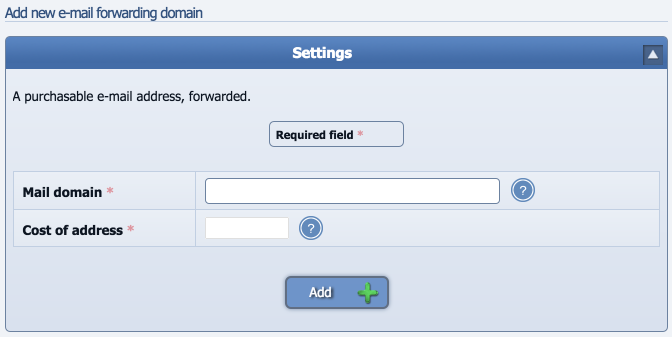 Add new e-mail forwarding domain
Settings
A purchasable e-mail address, forwarded.
Required field *
Mail domain * ?
Cost of address * ?
Add